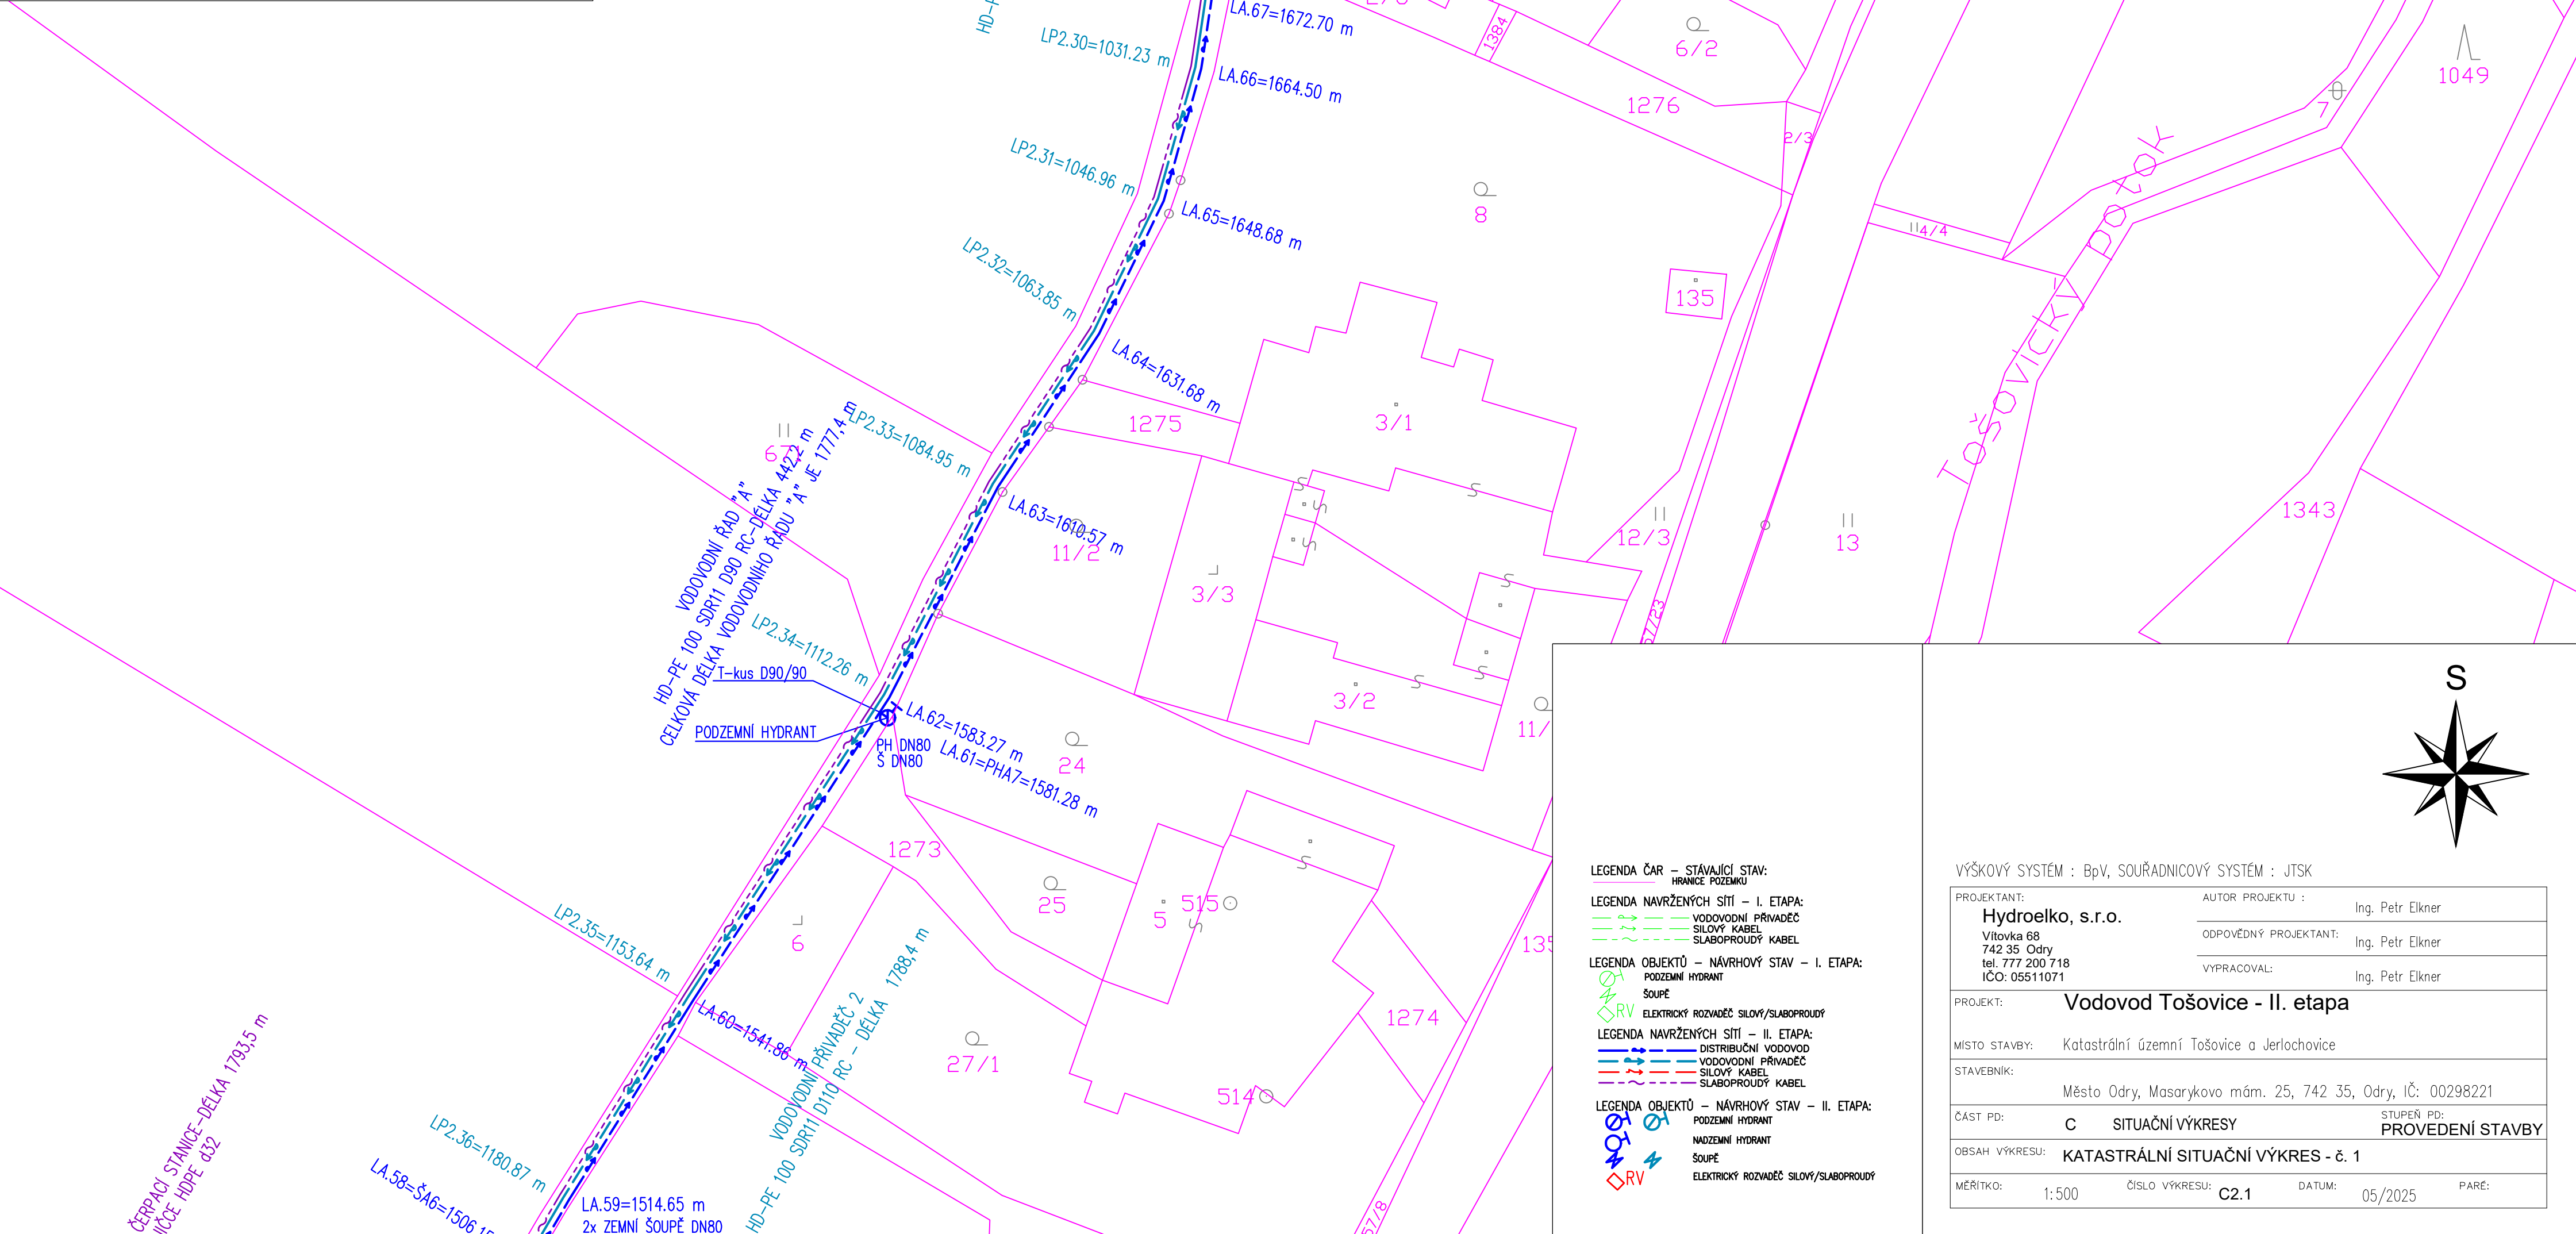 LA.67=1672.70 m
LP2.30=1031.23 m
LA.66=1664.50 m
LP2.31=1046.96 m
LA.65=1648.68 m
LP2.32=1063.85 m
LA.64=1631.68 m
LP2.33=1084.95 m
LA.63=1610.57 m
LP2.34=1112.26 m
VODOVODNÍ ŘAD "A"
HD-PE 100 SDR11 D90 RC-DÉLKA 442,2 m
CELKOVÁ DÉLKA VODOVODNÍHO ŘADU "A" JE 1777,4 m
T-kus D90/90
PODZEMNÍ HYDRANT
LA.62=1583.27 m
PH DN80
Š DN80
LA.61=PHA7=1581.28 m
LP2.35=1153.64 m
LA.60=1541.86 m
VODOVODNÍ PŘIVADĚČ 2
HD-PE 100 SDR11 D110 RC - DÉLKA 1788,4 m
ČERPACÍ STANICE-DÉLKA 1793,5 m
HDPE d32
LP2.36=1180.87 m
LA.59=1514.65 m
2x ZEMNÍ ŠOUPĚ DN80
1384
6/2
1276
2/3
8
135
1049
7
4/4
Tošovický potok
1275
3/1
11/2
3/3
12/3
13
1343
3/2
24
1273
25
5
515
6
27/1
514
1274
S
LEGENDA ČAR - STÁVAJÍCÍ STAV:
HRANICE POZEMKU
LEGENDA NAVRŽENÝCH SÍTÍ - I. ETAPA:
VODOVODNÍ PŘIVADĚČ
SILOVÝ KABEL
SLABOPROUDÝ KABEL
LEGENDA OBJEKTŮ - NÁVRHOVÝ STAV - I. ETAPA:
PODZEMNÍ HYDRANT
ŠOUPĚ
RV ELEKTRICKÝ ROZVADĚČ SILOVÝ/SLABOPROUDÝ
LEGENDA NAVRŽENÝCH SÍTÍ - II. ETAPA:
DISTRIBUČNÍ VODOVOD
VODOVODNÍ PŘIVADĚČ
SILOVÝ KABEL
SLABOPROUDÝ KABEL
LEGENDA OBJEKTŮ - NÁVRHOVÝ STAV - II. ETAPA:
PODZEMNÍ HYDRANT
NADZEMNÍ HYDRANT
ŠOUPĚ
RV ELEKTRICKÝ ROZVADĚČ SILOVÝ/SLABOPROUDÝ
VÝŠKOVÝ SYSTÉM : BpV, SOUŘADNICOVÝ SYSTÉM : JTSK
PROJEKTANT:
Hydroelko, s.r.o.
Vítovka 68
742 35 Odry
tel. 777 200 718
IČO: 05511071
AUTOR PROJEKTU : Ing. Petr Elkner
ODPOVĚDNÝ PROJEKTANT: Ing. Petr Elkner
VYPRACOVAL: Ing. Petr Elkner
PROJEKT: Vodovod Tošovice - II. etapa
MÍSTO STAVBY: Katastrální územní Tošovice a Jerlochovice
STAVEBNÍK:
Město Odry, Masarykovo mám. 25, 742 35, Odry, IČ: 00298221
ČÁST PD: C SITUAČNÍ VÝKRESY
STUPEŇ PD:
PROVEDENÍ STAVBY
OBSAH VÝKRESU: KATASTRÁLNÍ SITUAČNÍ VÝKRES - č. 1
MĚŘÍTKO: 1:500 ČÍSLO VÝKRESU: C2.1 DATUM: 05/2025 PARÉ: